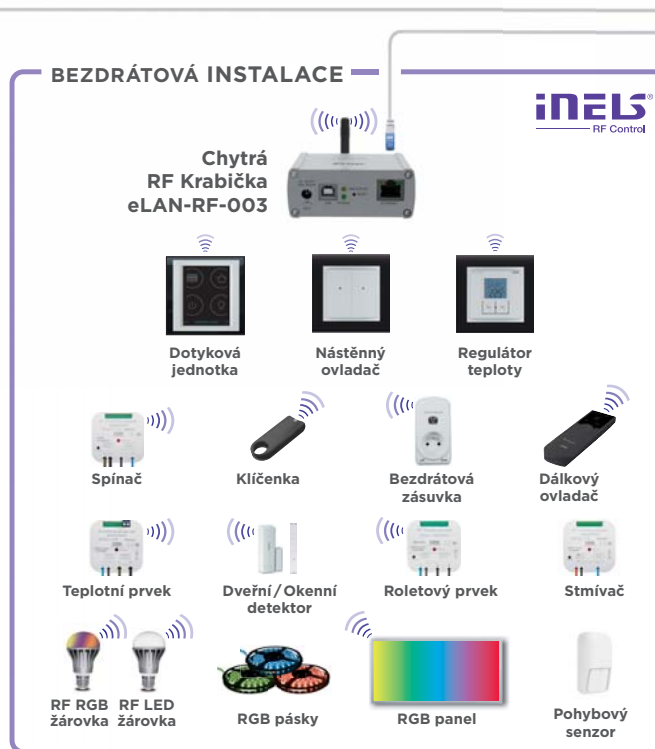 BEZDRÁTOVÁ INSTALACE
iNELS®
RF Control
Chytrá
RF Krabička
eLAN-RF-003
Dotyková
jednotka
Nástěnný
ovladač
Regulátor
teploty
Spínač
Klíčenka
Bezdrátová
zásuvka
Dálkový
ovladač
Teplotní prvek
Dveřní / Okenní
detektor
Roletový prvek
Stmívač
RF RGB
žárovka
RF LED
žárovka
RGB pásky
RGB panel
Pohybový
senzor